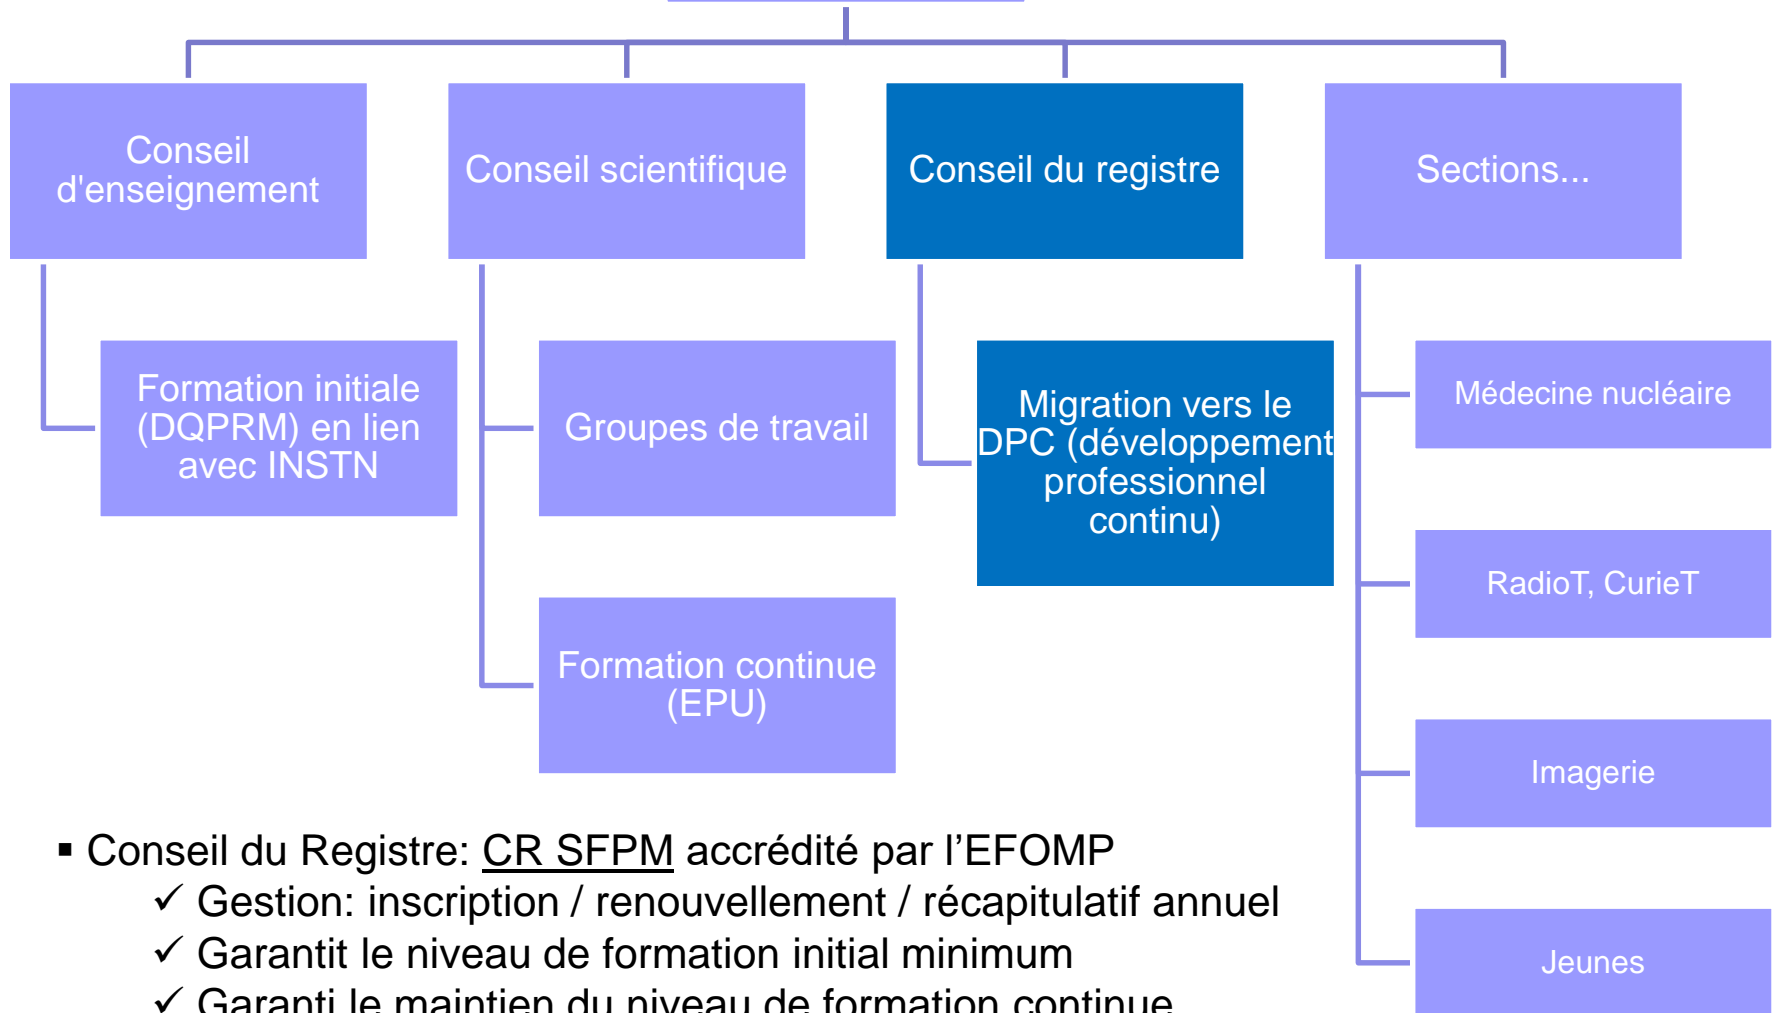 Conseil
d'enseignement
Conseil scientifique
Conseil du registre
Sections...
Formation initiale
(DQPRM) en lien
avec INSTN
Groupes de travail
Formation continue
(EPU)
Migration vers le
DPC (développement
professionnel
continu)
Médecine nucléaire
RadioT, CurieT
Imagerie
Jeunes
▪ Conseil du Registre: CR SFPM accrédité par l’EFOMP
✓ Gestion: inscription / renouvellement / récapitulatif annuel
✓ Garantit le niveau de formation initial minimum
✓ Garanti le maintien du niveau de formation continue